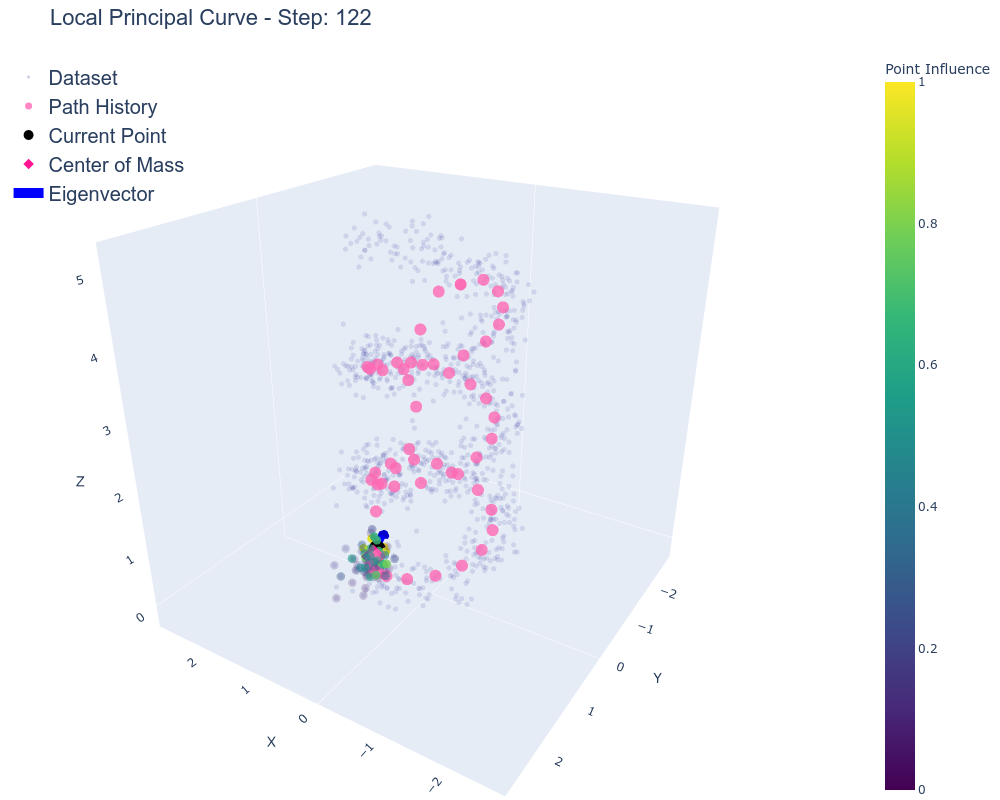 Local Principal Curve - Step: 122
Dataset
Path History
Current Point
Center of Mass
Eigenvector
Point Influence
1
0.8
0.6
0.4
0.2
0
5
4
3
Z
2
1
0
2
1
0
−1
−2
X
−2
−1
0
Y
1
2